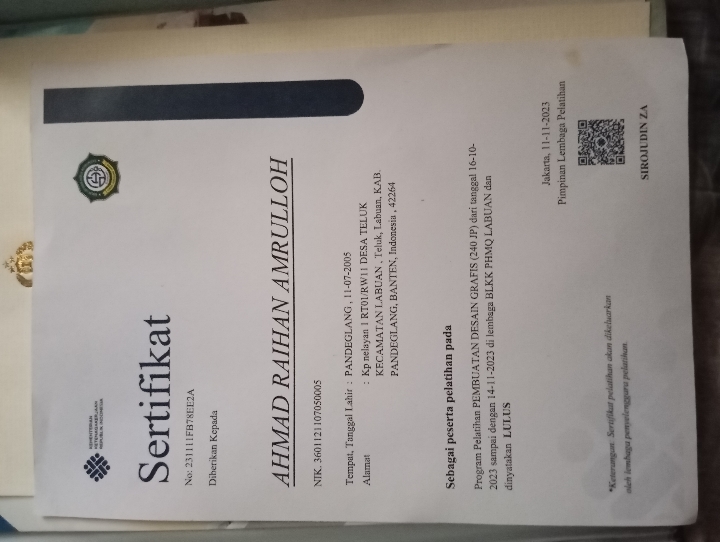 KEMENTERIAN
KETENAGAKERJAAN
REPUBLIK INDONESIA
Sertifikat
No: 231111FB78EE2A
Diberikan Kepada
AHMAD RAIHAN AMRULLOH
NIK. 3601121107050005
Tempat, Tanggal Lahir : PANDEGLANG , 11-07-2005
Alamat : Kp nelayan 1 RT01/RW11 DESA TELUK
KECAMATAN LABUAN , Teluk, Labuan, KAB.
PANDEGLANG, BANTEN, Indonesia , 42264
Sebagai peserta pelatihan pada
Program Pelatihan PEMBUATAN DESAIN GRAFIS (240 JP) dari tanggal 16-10-
2023 sampai dengan 14-11-2023 di lembaga BLKK PHMQ LABUAN dan
dinyatakan LULUS
Jakarta, 11-11-2023
Pimpinan Lembaga Pelatihan
SIROJUDIN ZA
*Keterangan: Sertifikat pelatihan akan dikeluarkan
oleh lembaga penyelenggara pelatihan.